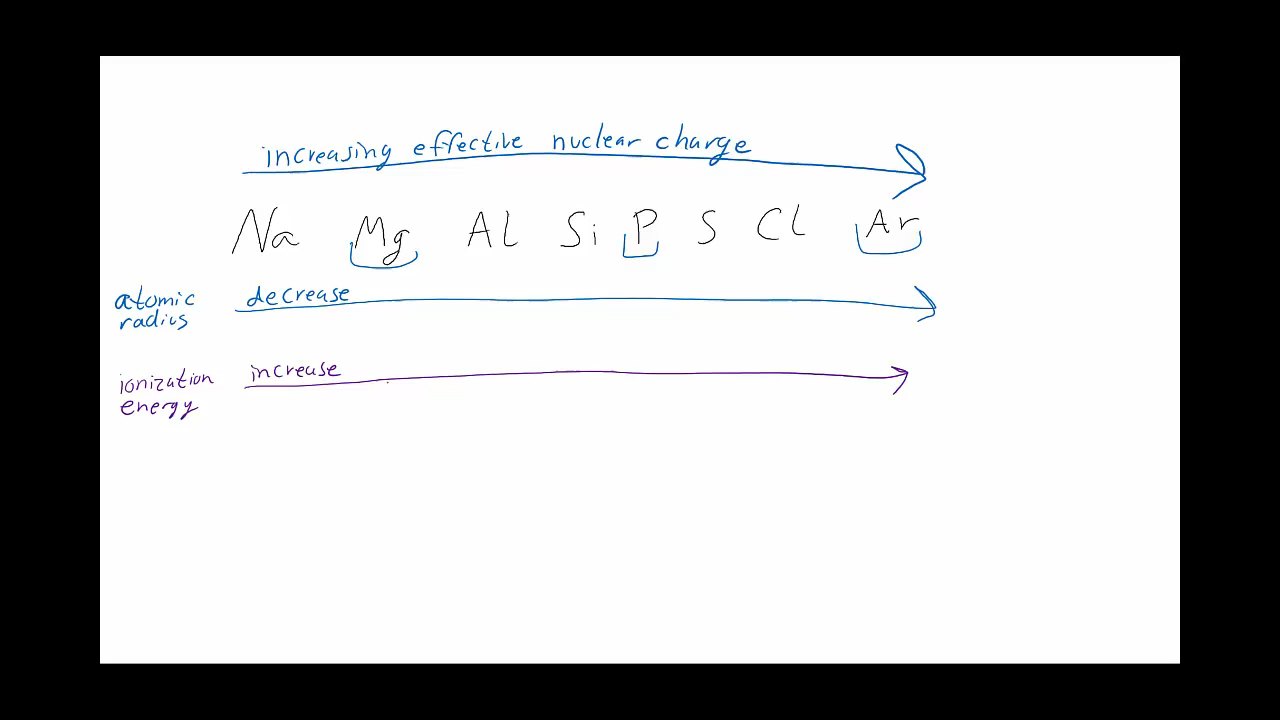 increasing effective nuclear charge
Na Mg Al Si P S Cl Ar
atomic radius decrease
ionization energy increase